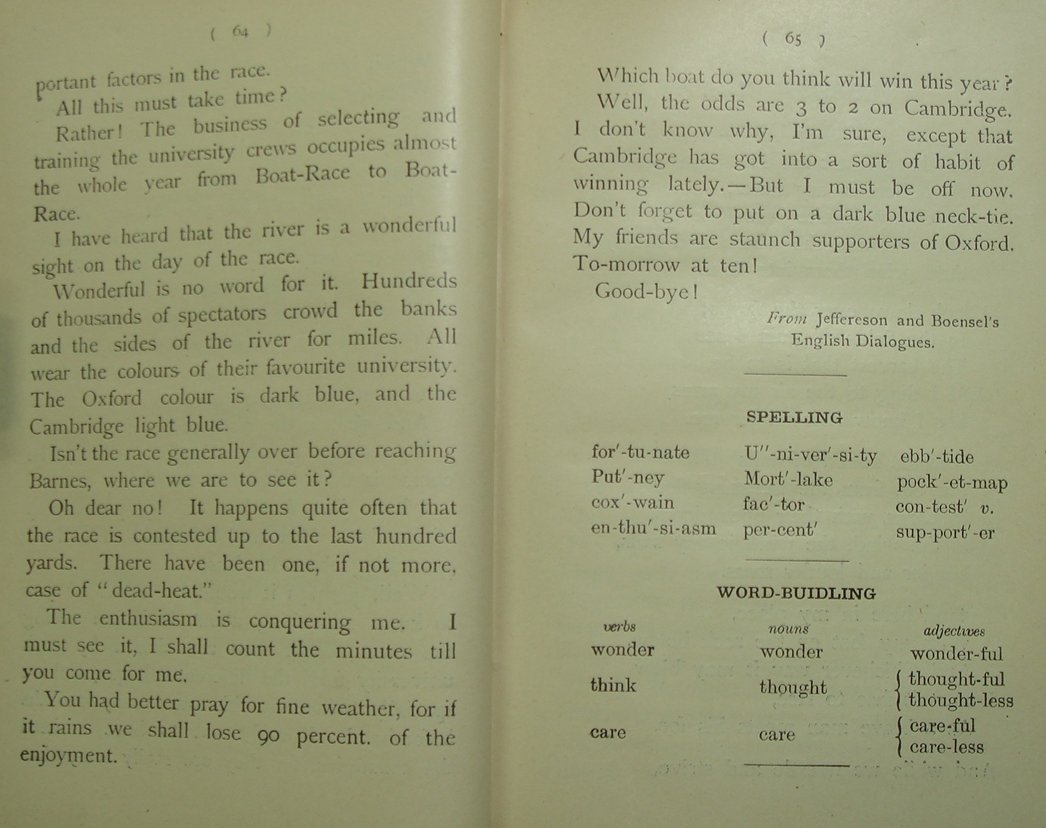 ( 64 )
portant factors in the race.
All this must take time?
Rather! The business of selecting and
training the university crews occupies almost
the whole year from Boat-Race to Boat-
Race.
I have heard that the river is a wonderful
sight on the day of the race.
Wonderful is no word for it. Hundreds
of thousands of spectators crowd the banks
and the sides of the river for miles. All
wear the colours of their favourite university.
The Oxford colour is dark blue, and the
Cambridge light blue.
Isn't the race generally over before reaching
Barnes, where we are to see it?
Oh dear no! It happens quite often that
the race is contested up to the last hundred
yards. There have been one, if not more,
case of "dead-heat."
The enthusiasm is conquering me. I
must see it, I shall count the minutes till
you come for me.
You had better pray for fine weather, for if
it rains we shall lose 90 percent. of the
enjoyment.
( 65 )
Which boat do you think will win this year?
Well, the odds are 3 to 2 on Cambridge.
I don't know why, I'm sure, except that
Cambridge has got into a sort of habit of
winning lately.—But I must be off now.
Don't forget to put on a dark blue neck-tie.
My friends are staunch supporters of Oxford.
To-morrow at ten!
Good-bye!
From Jeffereson and Boensel's
English Dialogues.
SPELLING
for'-tu-nate U''-ni-ver'-si-ty ebb'-tide
Put'-ney Mort'-lake pock'-et-map
cox'-wain fac'-tor con-test' v.
en-thu'-si-asm per-cent' sup-port'-er
WORD-BUIDLING
verbs nouns adjectives
wonder wonder wonder-ful
think thought thought-ful
thought-less
care care care-ful
care-less